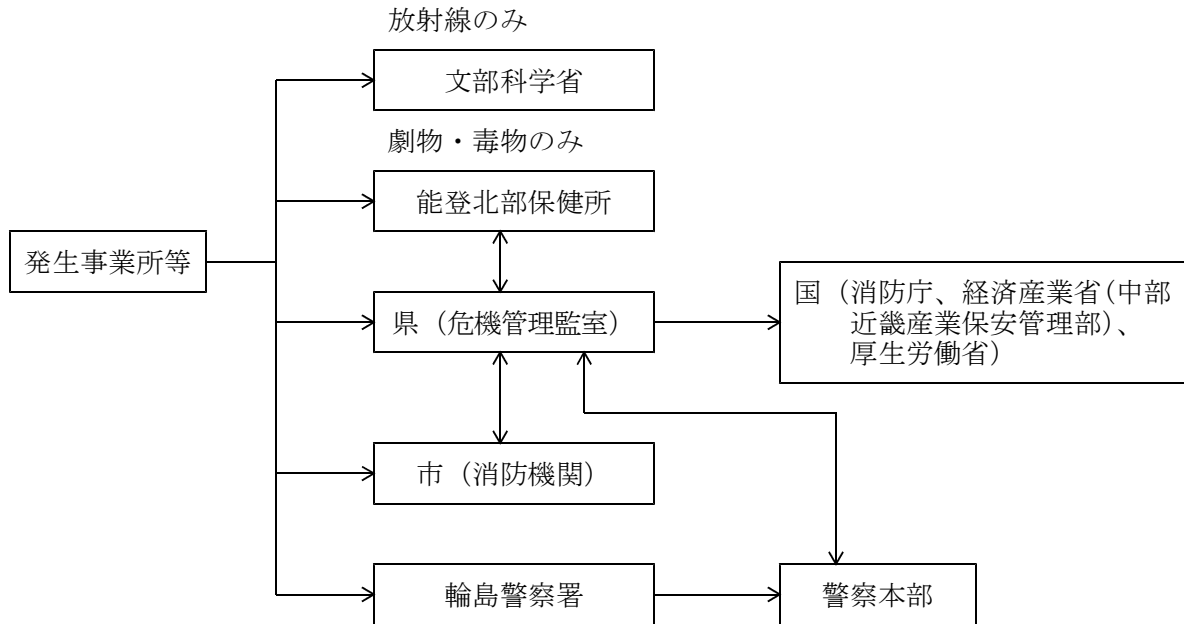 放射線のみ
文部科学省
劇物・毒物のみ
能登北部保健所
発生事業所等
県（危機管理監室）
国（消防庁、経済産業省（中部
近畿産業保安管理部）、
厚生労働省）
市（消防機関）
輪島警察署
警察本部